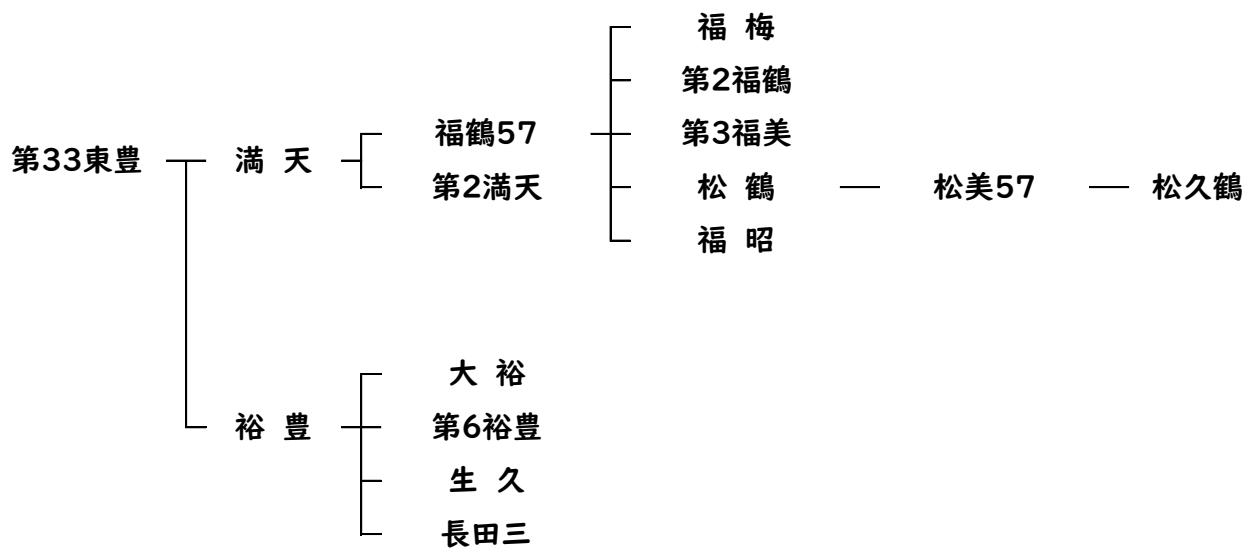 福 梅
第2福鶴
福鶴57
第3福美
第33東豊
満 天
第2満天
松 鶴
松美57
松久鶴
福 昭
大 裕
裕 豊
第6裕豊
生 久
長田三